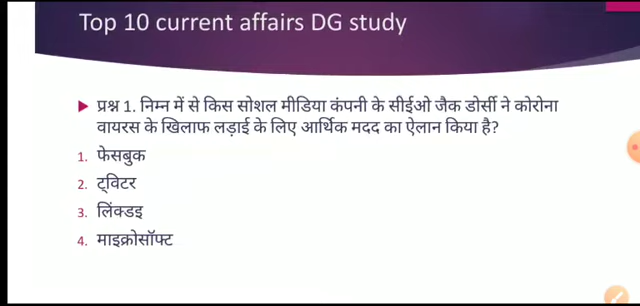 Top 10 current affairs DG study
प्रश्न 1. निम्न में से किस सोशल मीडिया कंपनी के सीईओ जैक डोर्सी ने कोरोना
वायरस के खिलाफ लड़ाई के लिए आर्थिक मदद का ऐलान किया है?
1. फेसबुक
2. ट्विटर
3. लिंक्डइ
4. माइक्रोसॉफ्ट